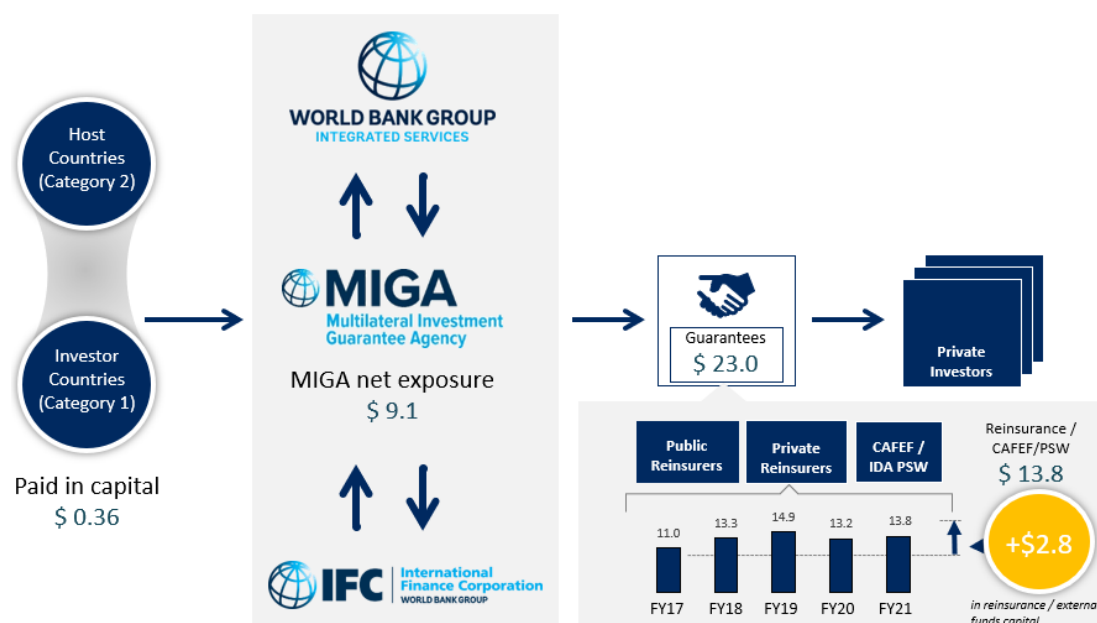 Host
Countries
(Category 2)
Investor
Countries
(Category 1)
Paid in capital
$ 0.36
WORLD BANK GROUP
INTEGRATED SERVICES
MIGA
Multilateral Investment
Guarantee Agency
MIGA net exposure
$ 9.1
IFC
International
Finance Corporation
WORLD BANK GROUP
Guarantees
$ 23.0
Private
Investors
Public
Reinsurers
Private
Reinsurers
CAFEF /
IDA PSW
Reinsurance /
CAFEF/PSW
$ 13.8
11.0 13.3 14.9 13.2 13.8
FY17 FY18 FY19 FY20 FY21
+$2.8
in reinsurance / externa
funds capital